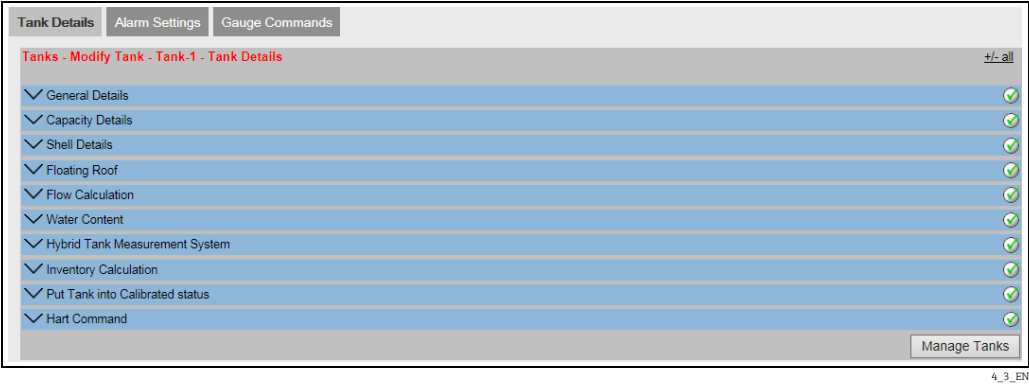 Tank Details Alarm Settings Gauge Commands
Tanks - Modify Tank - Tank-1 - Tank Details +/- all
General Details
Capacity Details
Shell Details
Floating Roof
Flow Calculation
Water Content
Hybrid Tank Measurement System
Inventory Calculation
Put Tank into Calibrated status
Hart Command
Manage Tanks
4_3_EN